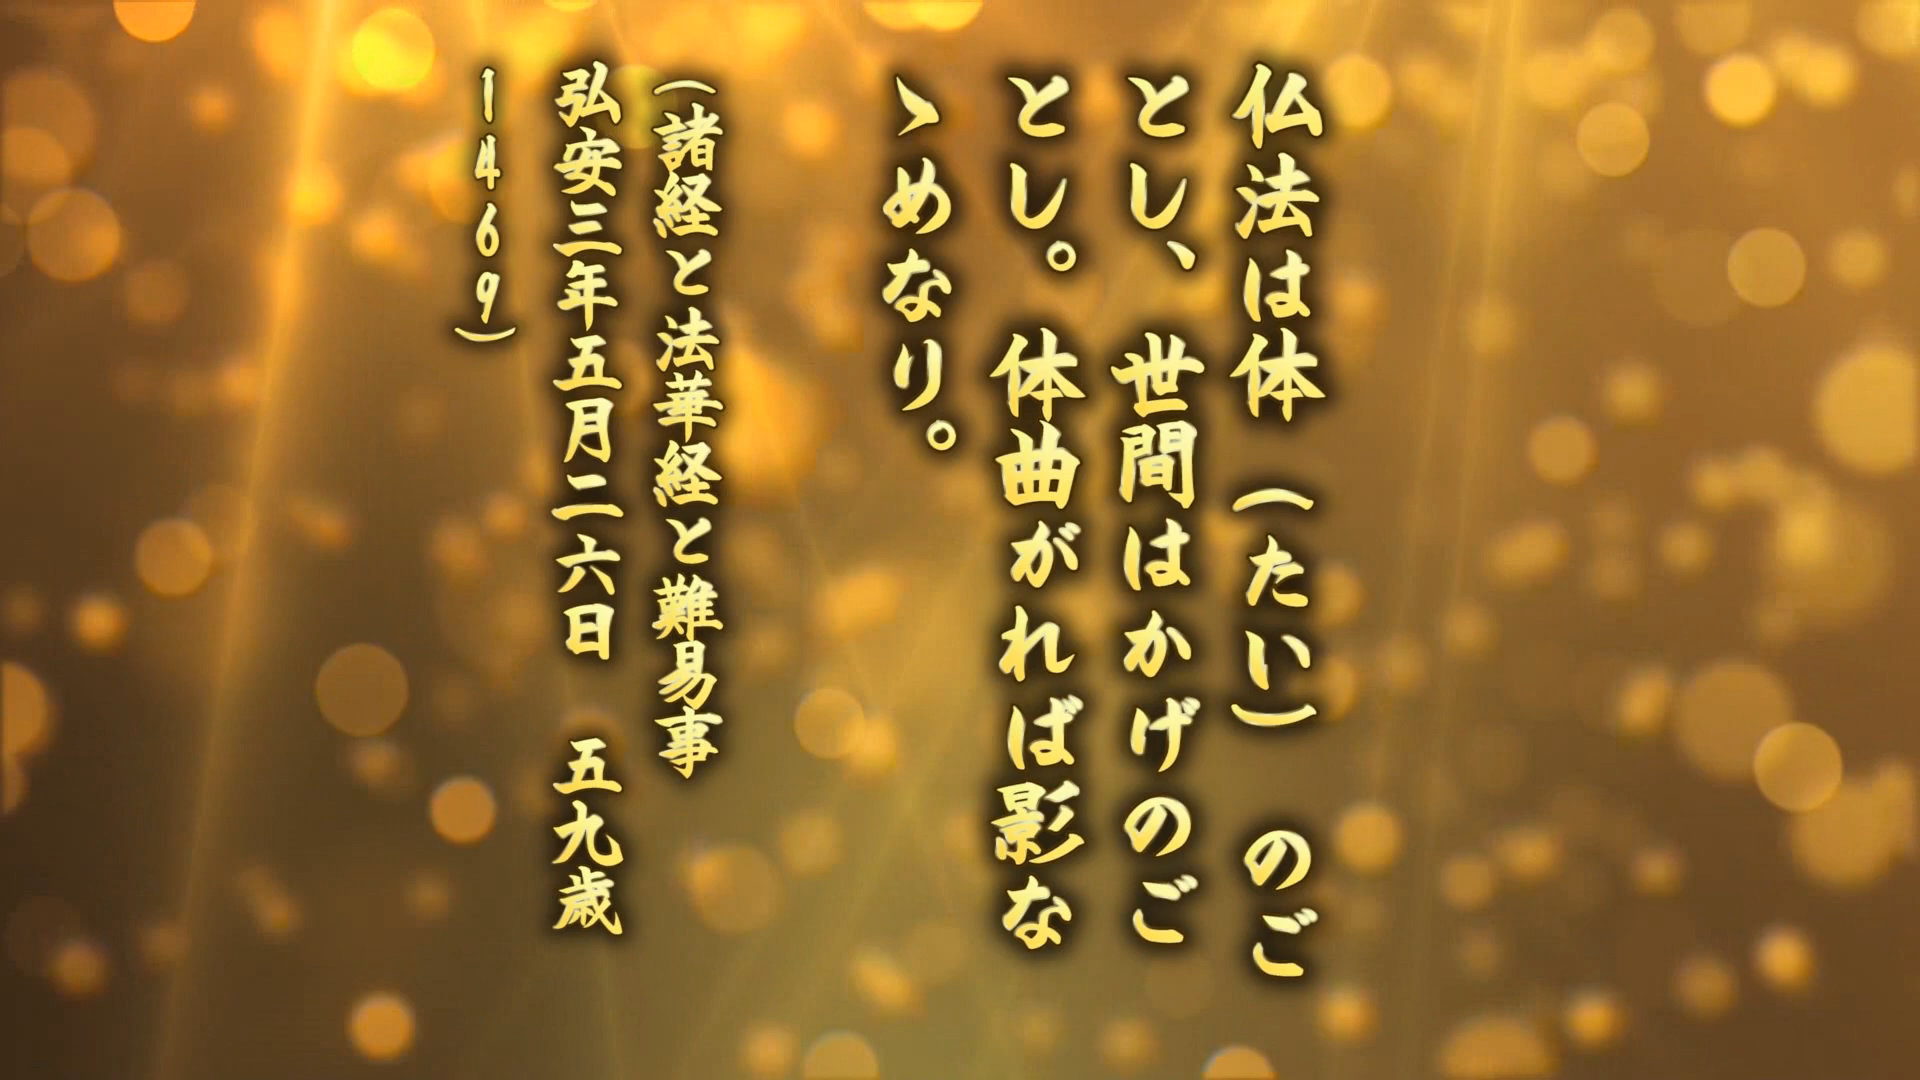 仏法は体（たい）　のご
とし、世間はかげのご
とし。体曲がれば影な
ゝめなり。
（諸経と法華経と難易事
弘安三年五月二六日　五九歳
１４６９）